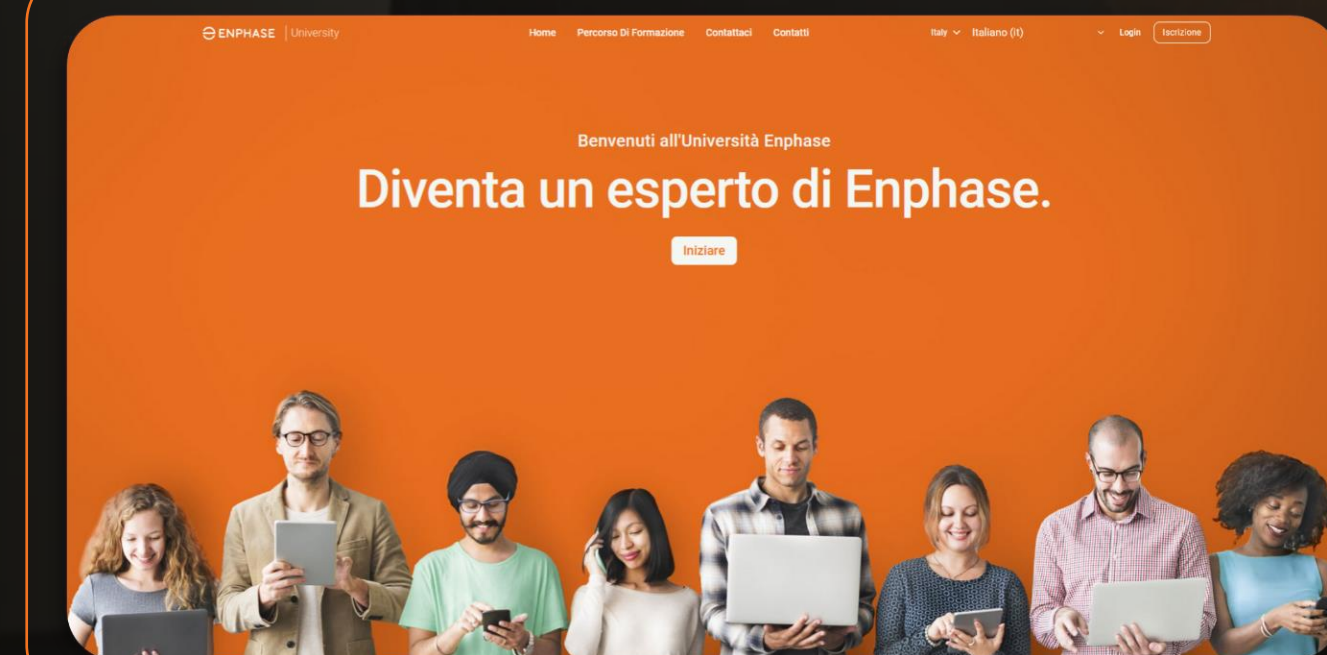 ENPHASE University
Home Percorso Di Formazione Contattaci Contatti
Italy Italiano (it) Login Iscrizione
Benvenuti all'Università Enphase
Diventa un esperto di Enphase.
Iniziare